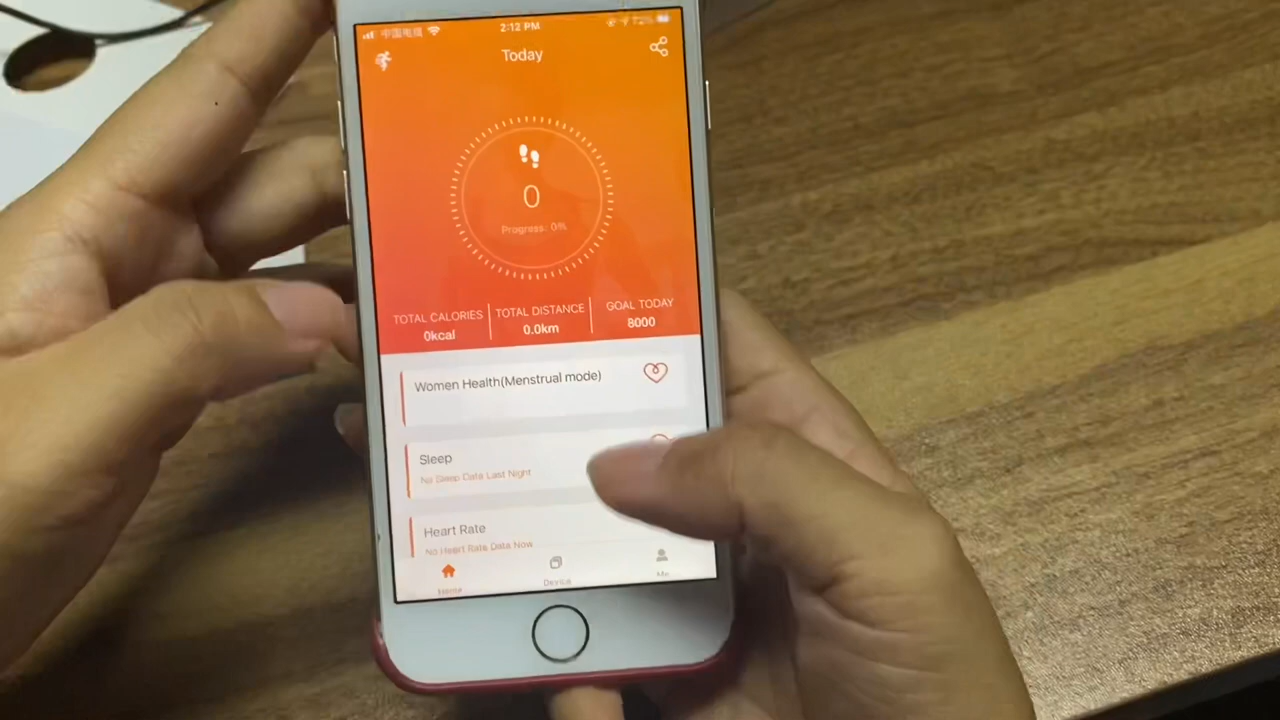 中国电信 2:12 PM
Today
0
Progress: 0%
TOTAL CALORIES TOTAL DISTANCE GOAL TODAY
0kcal 0.0km 8000
Women Health(Menstrual mode)
Sleep
No Sleep Data Last Night
Heart Rate
No Heart Rate Data Now
Home Device Me